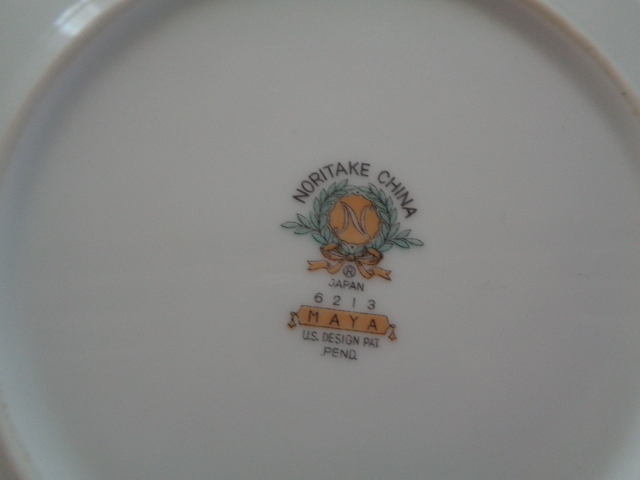 NORITAKE CHINA
N
®
JAPAN
6213
MAYA
U.S. DESIGN PAT.
PEND.